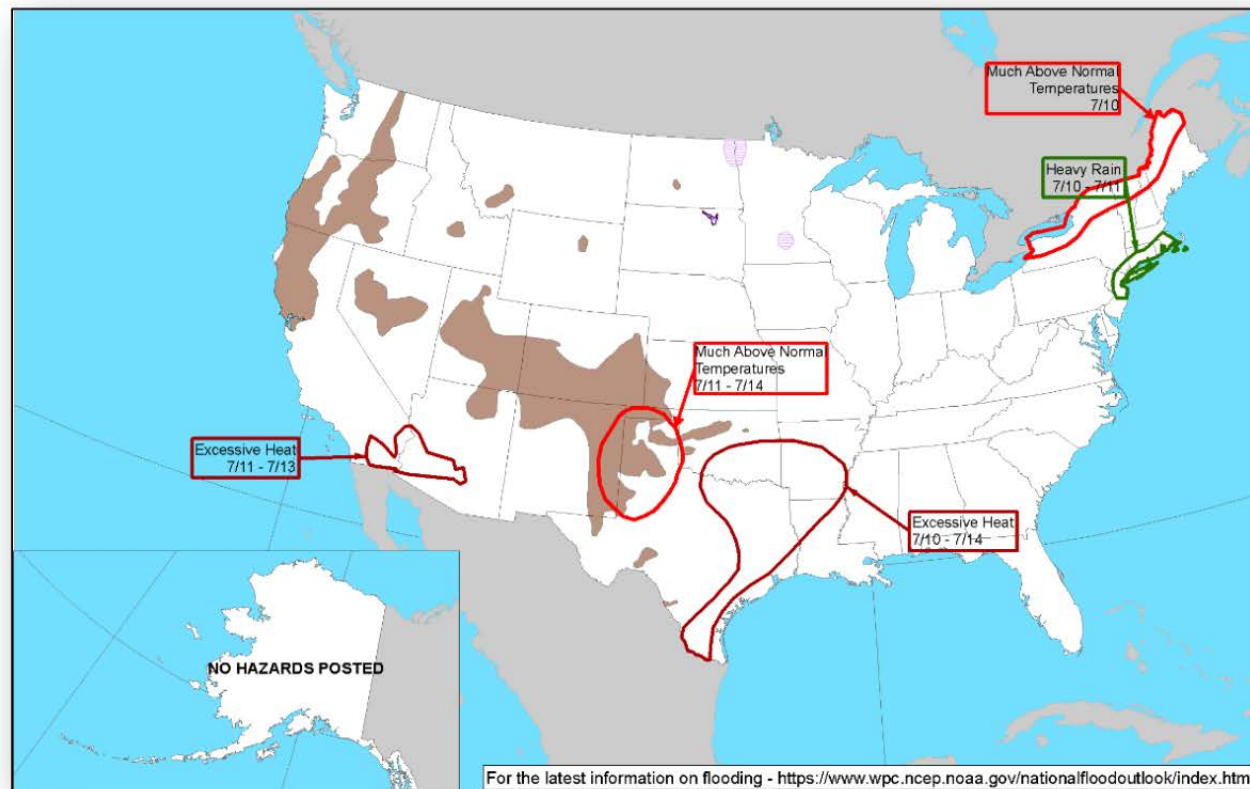 Much Above Normal
Temperatures
7/10
Heavy Rain
7/10 - 7/11
Much Above Normal
Temperatures
7/11 - 7/14
Excessive Heat
7/11 - 7/13
Excessive Heat
7/10 - 7/14
NO HAZARDS POSTED
For the latest information on flooding - https://www.wpc.ncep.noaa.gov/nationalfloodoutlook/index.htm